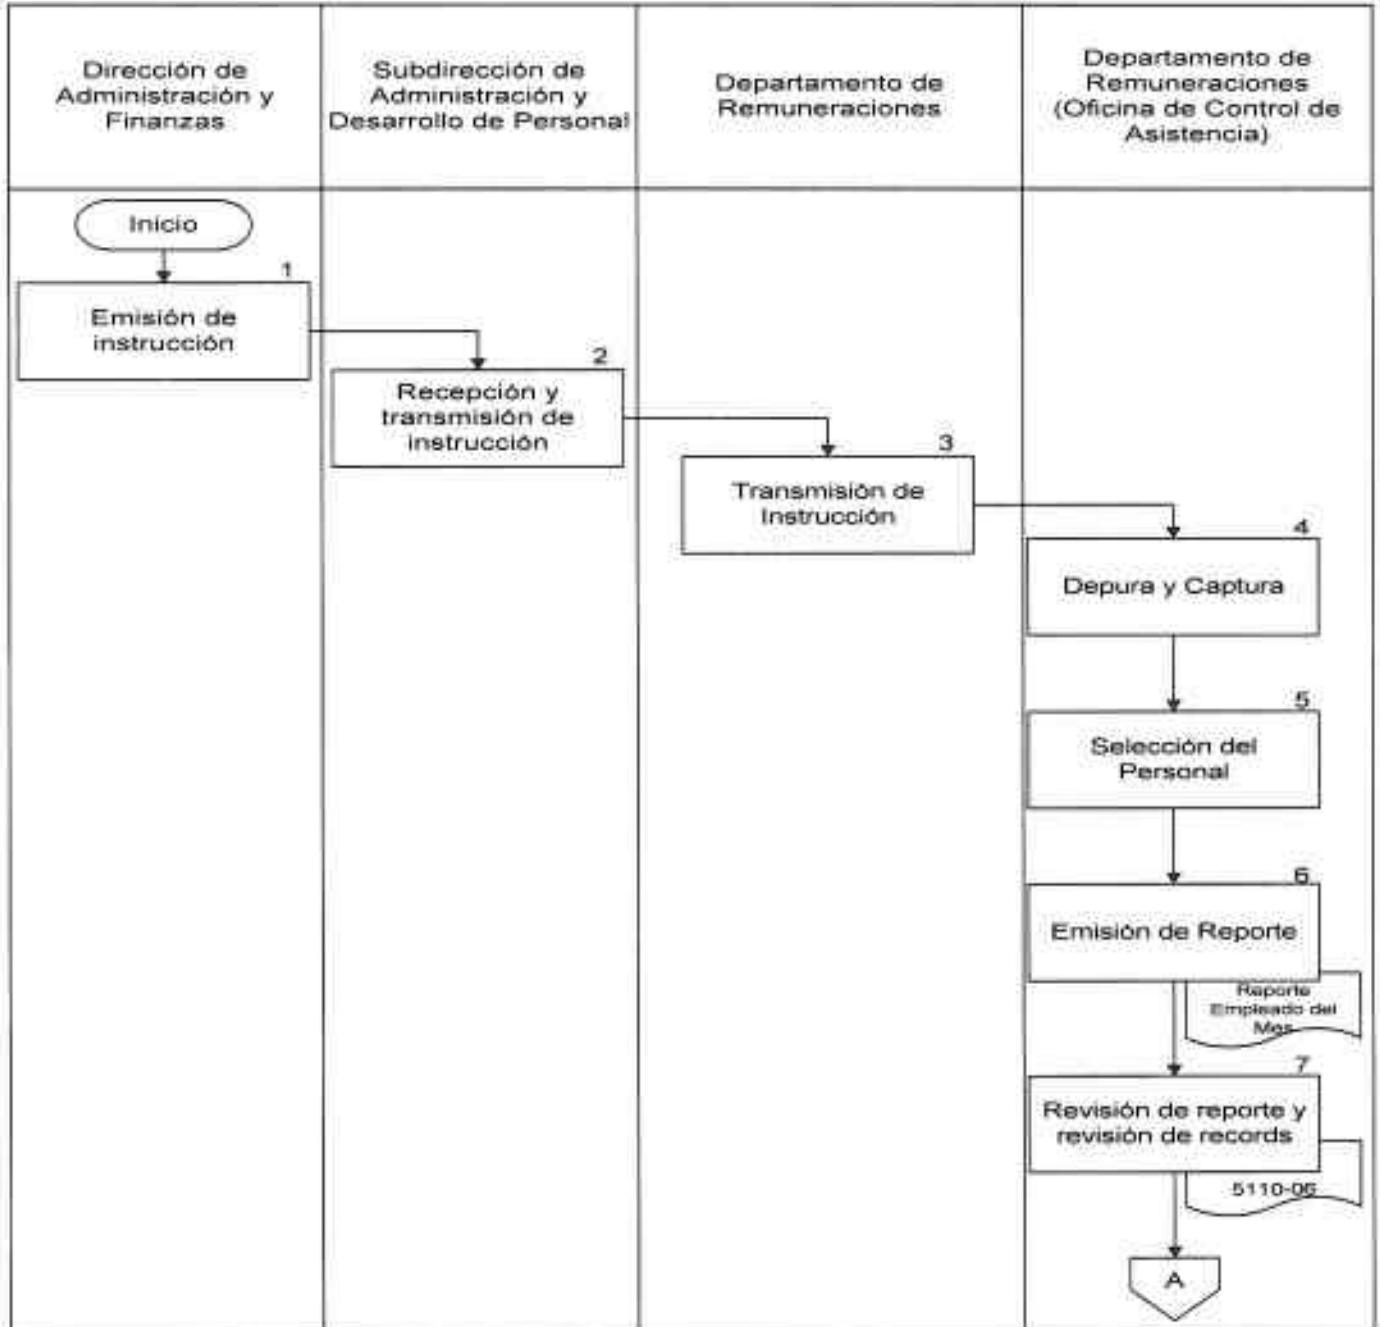 Dirección de
Administración y
Finanzas
Subdirección de
Administración y
Desarrollo de Personal
Departamento de
Remuneraciones
Departamento de
Remuneraciones
(Oficina de Control de
Asistencia)
Inicio
1
Emisión de
instrucción
2
Recepción y
transmisión de
instrucción
3
Transmisión de
Instrucción
4
Depura y Captura
5
Selección del
Personal
6
Emisión de Reporte
Reporte
Empleado del
Mes
7
Revisión de reporte y
revisión de records
5110-06
A